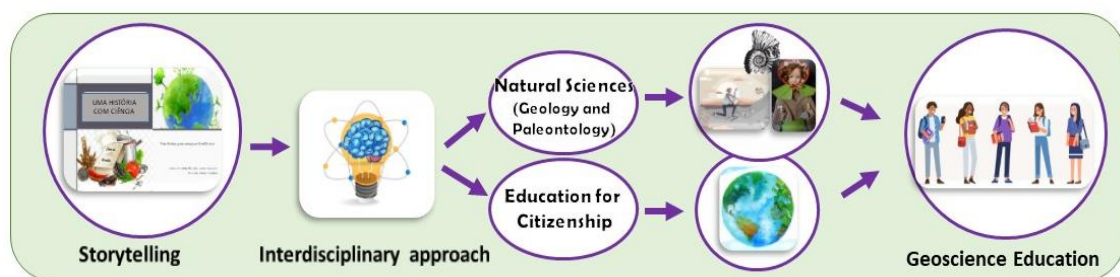 UMA HISTÓRIA
COM CIÊNCIA
Storytelling
Interdisciplinary approach
Natural Sciences
(Geology and
Paleontology)
Education for
Citizenship
Geoscience Education